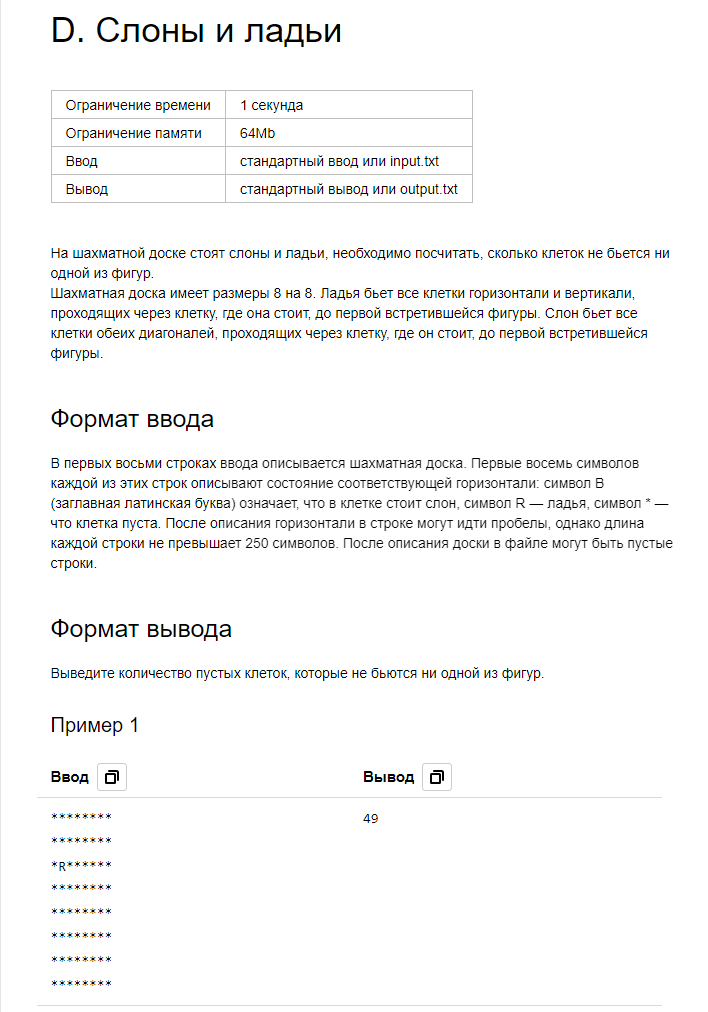 D. Слоны и ладьи
Ограничение времени 1 секунда
Ограничение памяти 64Mb
Ввод стандартный ввод или input.txt
Вывод стандартный вывод или output.txt
На шахматной доске стоят слоны и ладьи, необходимо посчитать, сколько клеток не бьется ни
одной из фигур.
Шахматная доска имеет размеры 8 на 8. Ладья бьет все клетки горизонтали и вертикали,
проходящих через клетку, где она стоит, до первой встретившейся фигуры. Слон бьет все
клетки обеих диагоналей, проходящих через клетку, где он стоит, до первой встретившейся
фигуры.
Формат ввода
В первых восьми строках ввода описывается шахматная доска. Первые восемь символов
каждой из этих строк описывают состояние соответствующей горизонтали: символ B
(заглавная латинская буква) означает, что в клетке стоит слон, символ R — ладья, символ * —
что клетка пуста. После описания горизонтали в строке могут идти пробелы, однако длина
каждой строки не превышает 250 символов. После описания доски в файле могут быть пустые
строки.
Формат вывода
Выведите количество пустых клеток, которые не бьются ни одной из фигур.
Пример 1
Ввод Вывод
******** 49
********
*R******
********
********
********
********
********